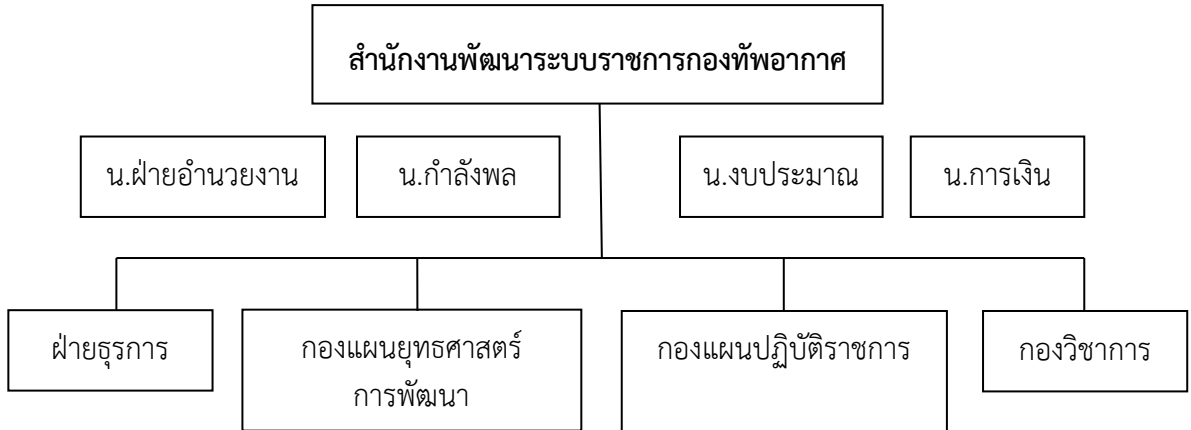 สำนักงานพัฒนาระบบราชการกองทัพอากาศ
น.ฝ่ายอำนวยงาน
น.กำลังพล
น.งบประมาณ
น.การเงิน
ฝ่ายธุรการ
กองแผนยุทธศาสตร์
การพัฒนา
กองแผนปฏิบัติราชการ
กองวิชาการ